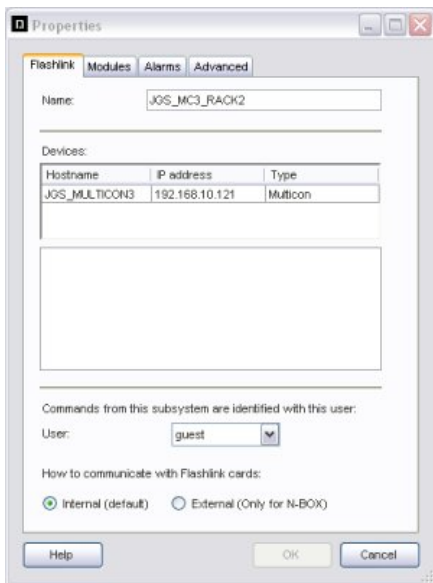 Properties
Flashlink Modules Alarms Advanced
Name: JGS_MC3_RACK2
Devices:
Hostname IP address Type
JGS_MULTICON3 192.168.10.121 Multicon
Commands from this subsystem are identified with this user:
User: guest
How to communicate with Flashlink cards:
Internal (default) External (Only for N-BOX)
Help OK Cancel